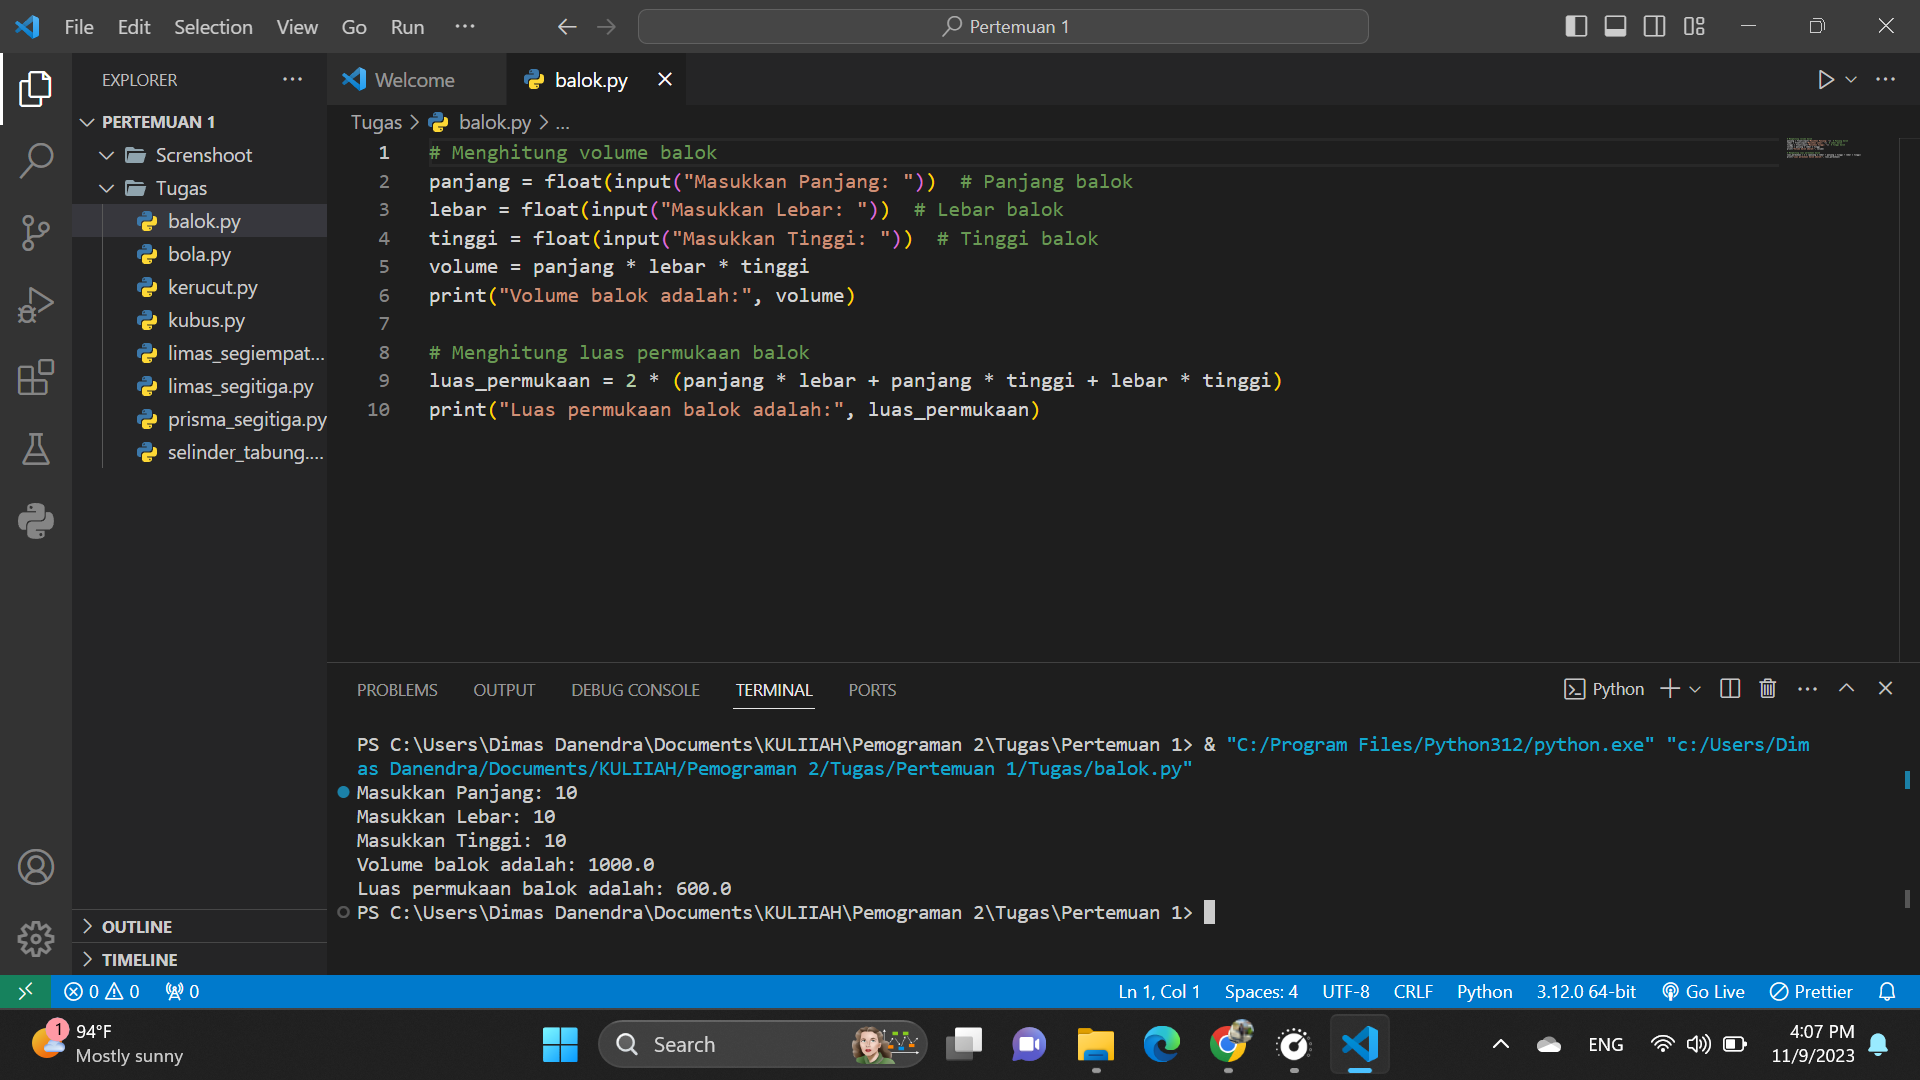 File Edit Selection View Go Run ···
Pertemuan 1
EXPLORER ···
Welcome
balok.py
PERTEMUAN 1
Screnshoot
Tugas
balok.py
bola.py
kerucut.py
kubus.py
limas_segiempat...
limas_segitiga.py
prisma_segitiga.py
selinder_tabung....
OUTLINE
TIMELINE
Tugas > balok.py > ...
1 # Menghitung volume balok
2 panjang = float(input("Masukkan Panjang: "))  # Panjang balok
3 lebar = float(input("Masukkan Lebar: "))  # Lebar balok
4 tinggi = float(input("Masukkan Tinggi: "))  # Tinggi balok
5 volume = panjang * lebar * tinggi
6 print("Volume balok adalah:", volume)
7
8 # Menghitung luas permukaan balok
9 luas_permukaan = 2 * (panjang * lebar + panjang * tinggi + lebar * tinggi)
10 print("Luas permukaan balok adalah:", luas_permukaan)
PROBLEMS OUTPUT DEBUG CONSOLE TERMINAL PORTS
Python
PS C:\Users\Dimas Danendra\Documents\KULIIAH\Pemograman 2\Tugas\Pertemuan 1> & "C:/Program Files/Python312/python.exe" "c:/Users/Dim
as Danendra/Documents/KULIIAH/Pemograman 2/Tugas/Pertemuan 1/Tugas/balok.py"
Masukkan Panjang: 10
Masukkan Lebar: 10
Masukkan Tinggi: 10
Volume balok adalah: 1000.0
Luas permukaan balok adalah: 600.0
PS C:\Users\Dimas Danendra\Documents\KULIIAH\Pemograman 2\Tugas\Pertemuan 1>
0 0 0
Ln 1, Col 1 Spaces: 4 UTF-8 CRLF Python 3.12.0 64-bit Go Live Prettier
1
94°F
Mostly sunny
Search
ENG
4:07 PM
11/9/2023